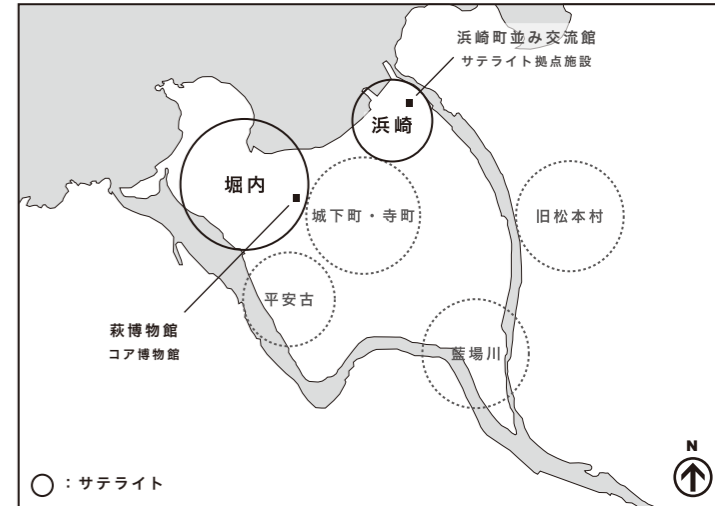 浜崎町並み交流館
サテライト拠点施設
浜崎
堀内
城下町・寺町
旧松本村
平安古
萩博物館
コア博物館
藍場川
N
：サテライト